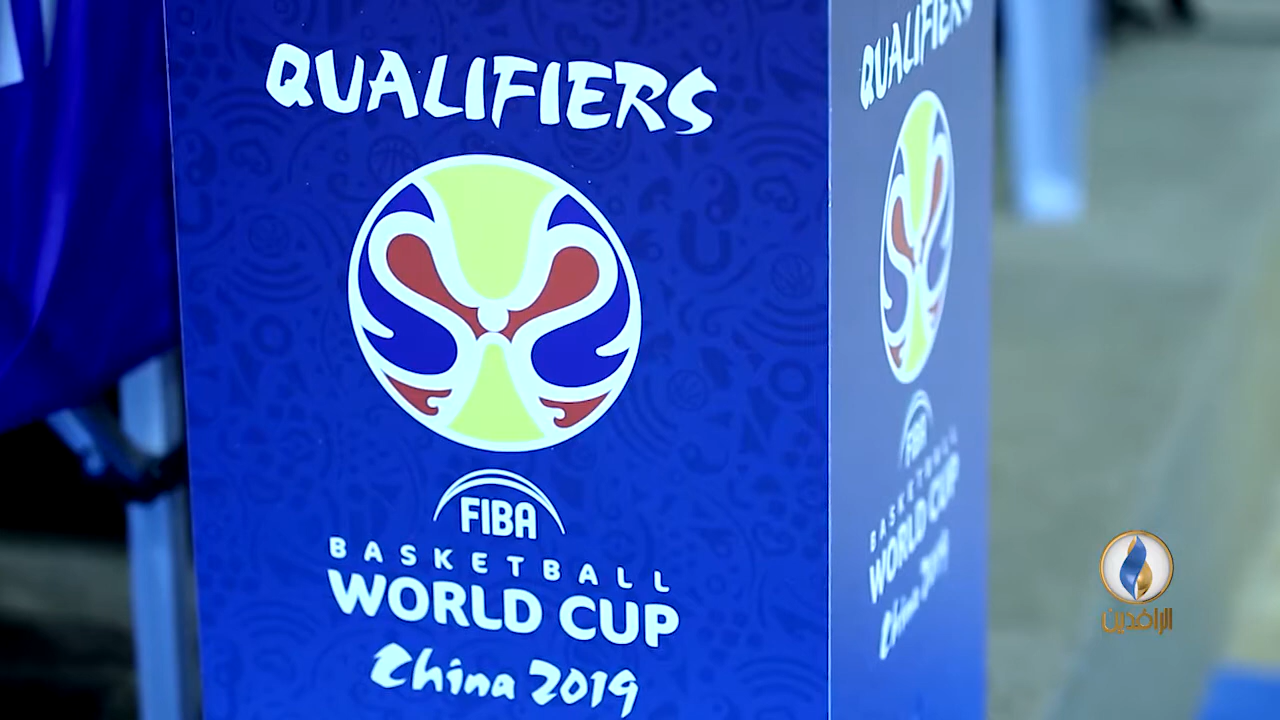 QUALIFIERS
FIBA
BASKETBALL
WORLD CUP
China 2019
QUALIFIERS
FIBA
BASKETBALL
WORLD CUP
China 2019
الرافدين